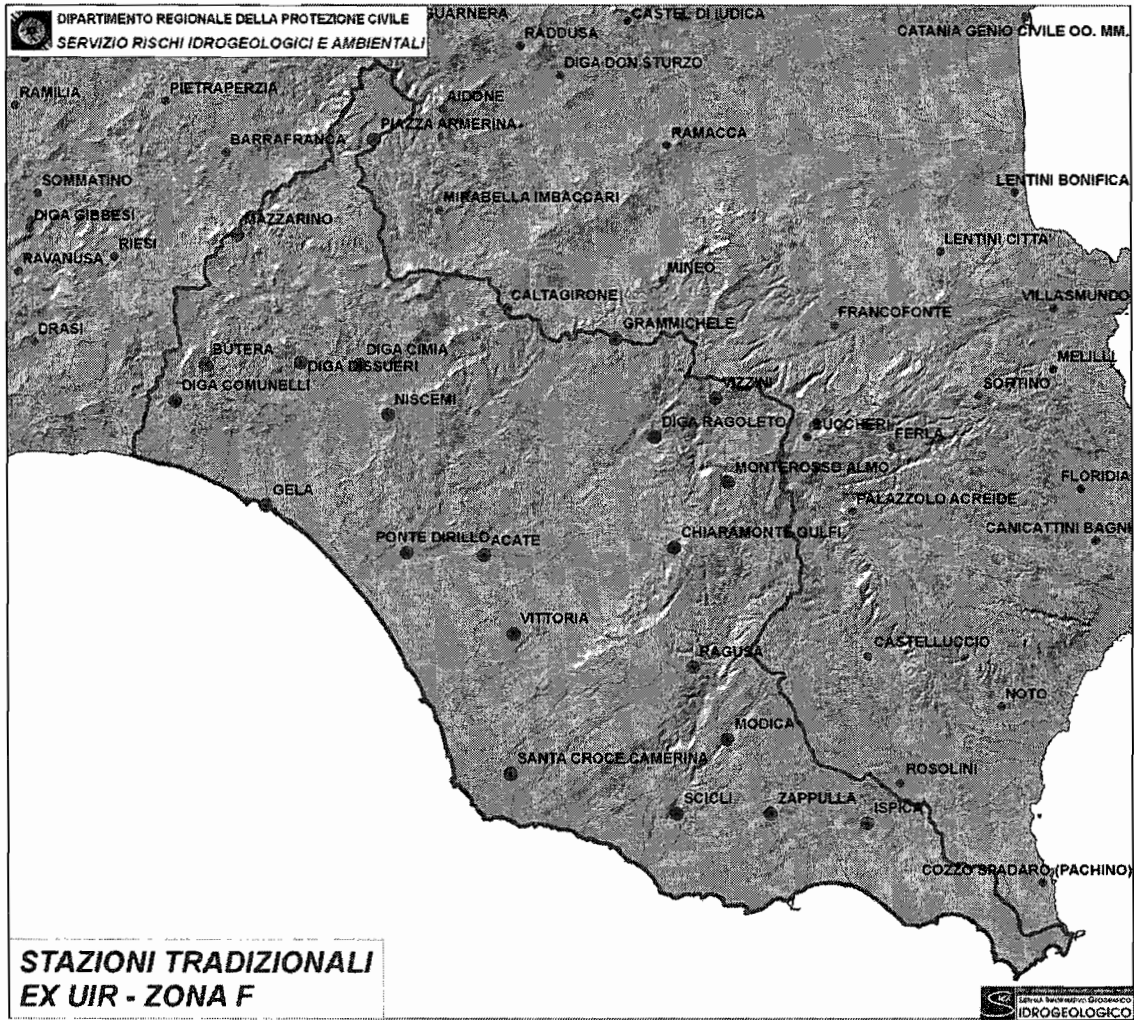 DIPARTIMENTO REGIONALE DELLA PROTEZIONE CIVILE
SERVIZIO RISCHI IDROGEOLOGICI E AMBIENTALI
GUARNERA
CASTEL DI IUDICA
CATANIA GENIO CIVILE OO. MM.
RADDUSA
DIGA DON STURZO
RAMILIA
PIETRAPERZIA
AIDONE
PIAZZA ARMERINA
BARRAFRANCA
RAMACCA
SOMMATINO
LENTINI BONIFICA
MIRABELLA IMBACCARI
DIGA GIBBESI
MAZZARINO
RIESI
LENTINI CITTA
RAVANUSA
MINEO
CALTAGIRONE
VILLASMUNDO
FRANCOFONTE
GRAMMICHELE
DRASI
DIGA CIMIA
BUTERA
DIGA DISSUERI
MELILLI
DIGA COMUNELLI
VIZZINI
SORTINO
NISCEMI
DIGA RAGOLETO
BUCCHERI
FERLA
MONTEROSSO ALMO
FLORIDIA
GELA
PALAZZOLO ACREIDE
CANICATTINI BAGNI
PONTE DIRILLO
ACATE
CHIARAMONTE GULFI
VITTORIA
CASTELLUCCIO
RAGUSA
NOTO
MODICA
SANTA CROCE CAMERINA
ROSOLINI
SCICLI
ZAPPULLA
ISPICA
COZZO SPADARO (PACHINO)
STAZIONI TRADIZIONALI
EX UIR - ZONA F
IDROGEOLOGICO